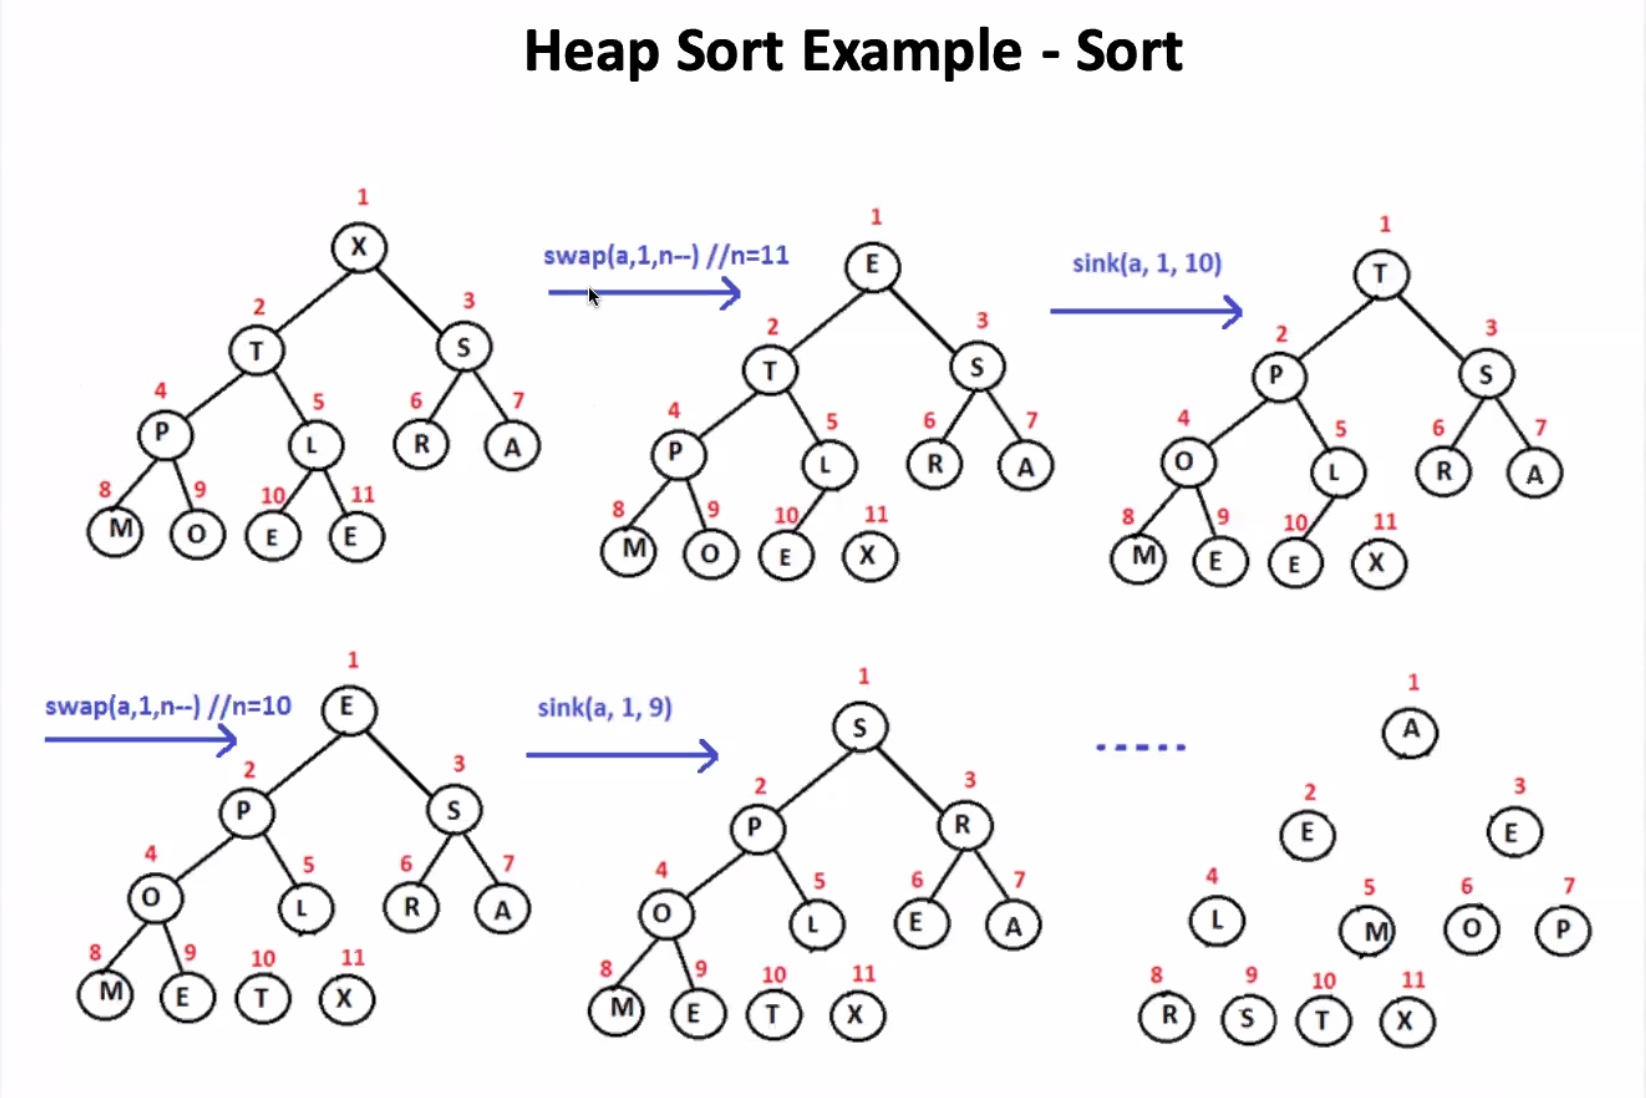 Heap Sort Example - Sort
1
X
2 3
T S
4 5 6 7
P L R A
8 9 10 11
M O E E
swap(a,1,n--) //n=11
1
E
2 3
T S
4 5 6 7
P L R A
8 9 10 11
M O E X
sink(a, 1, 10)
1
T
2 3
P S
4 5 6 7
O L R A
8 9 10 11
M E E X
swap(a,1,n--) //n=10
1
E
2 3
P S
4 5 6 7
O L R A
8 9 10 11
M E T X
sink(a, 1, 9)
1
S
2 3
P R
4 5 6 7
O L E A
8 9 10 11
M E T X
1
A
2 3
E E
4 5 6 7
L M O P
8 9 10 11
R S T X